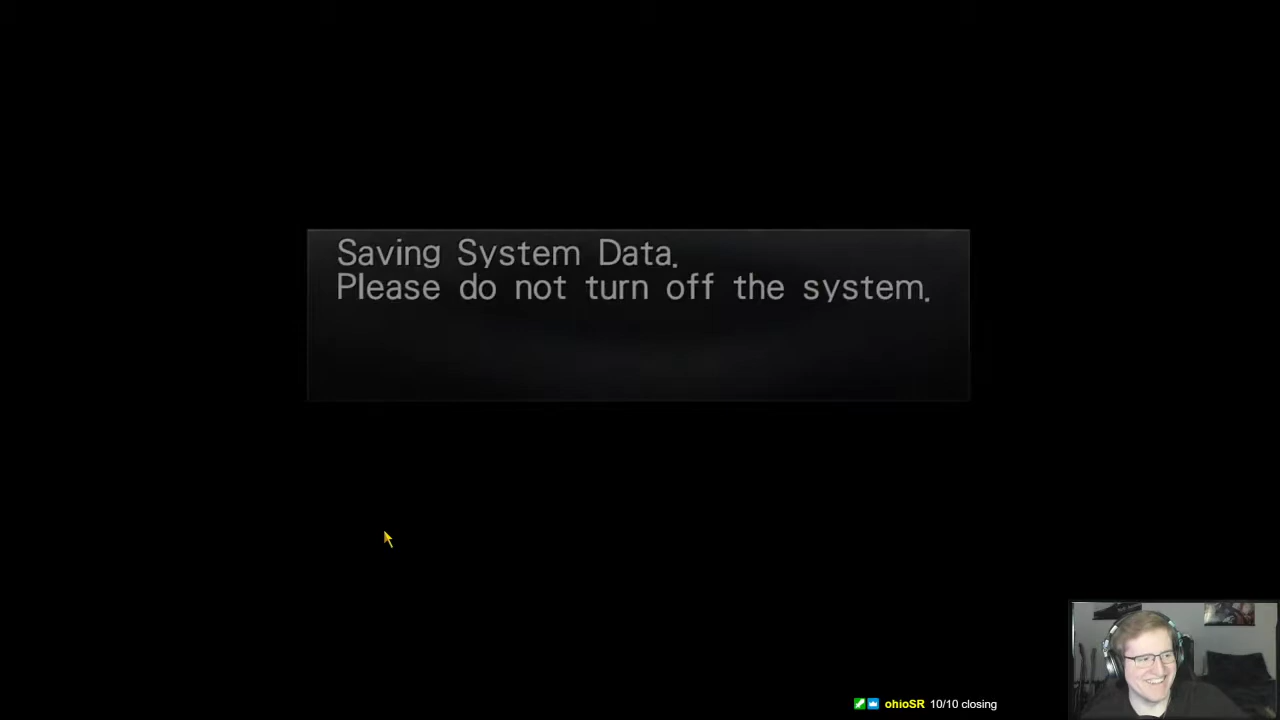 Saving System Data.
Please do not turn off the system.
ohioSR 10/10 closing